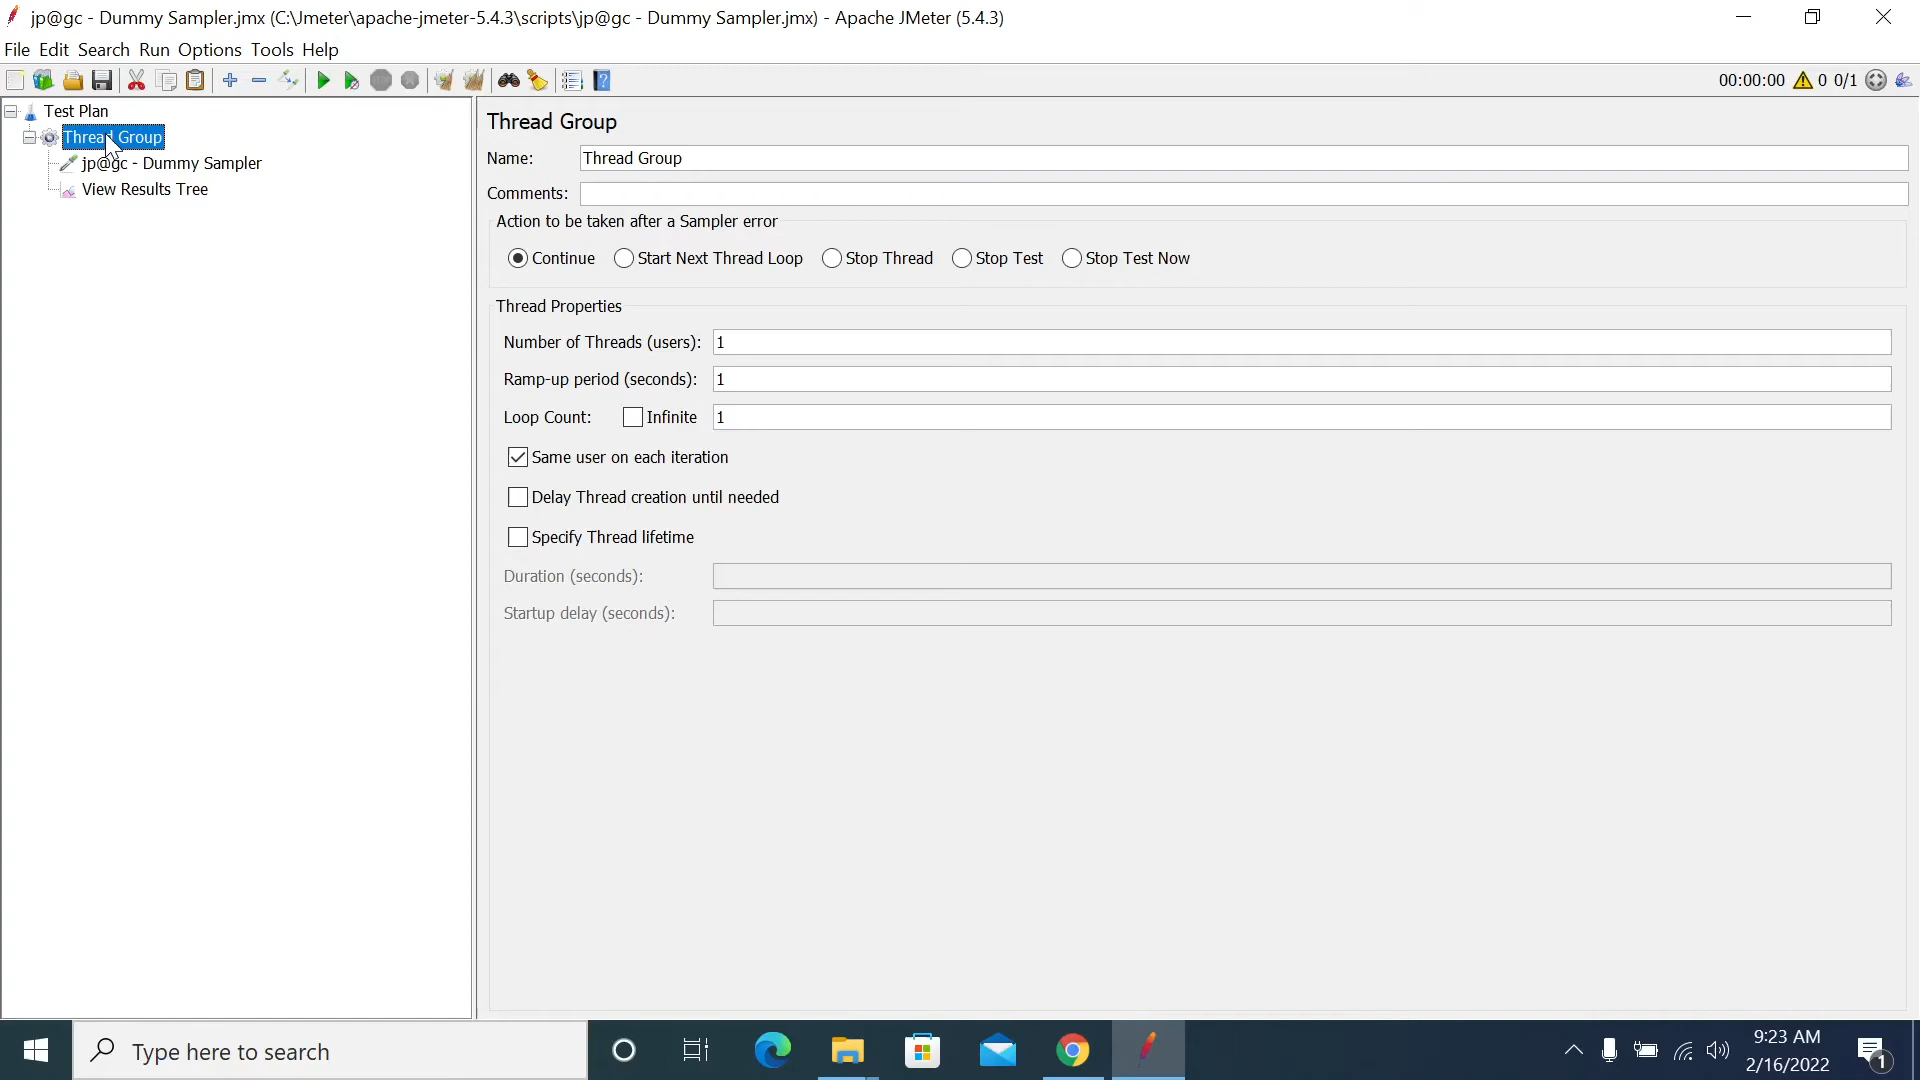 jp@gc - Dummy Sampler.jmx (C:\Jmeter\apache-jmeter-5.4.3\scripts\jp@gc - Dummy Sampler.jmx) - Apache JMeter (5.4.3)
File Edit Search Run Options Tools Help
00:00:00 0 0/1
Test Plan
Thread Group
jp@gc - Dummy Sampler
View Results Tree
Thread Group
Name: Thread Group
Comments:
Action to be taken after a Sampler error
Continue Start Next Thread Loop Stop Thread Stop Test Stop Test Now
Thread Properties
Number of Threads (users): 1
Ramp-up period (seconds): 1
Loop Count: Infinite 1
Same user on each iteration
Delay Thread creation until needed
Specify Thread lifetime
Duration (seconds):
Startup delay (seconds):
Type here to search
9:23 AM
2/16/2022
1